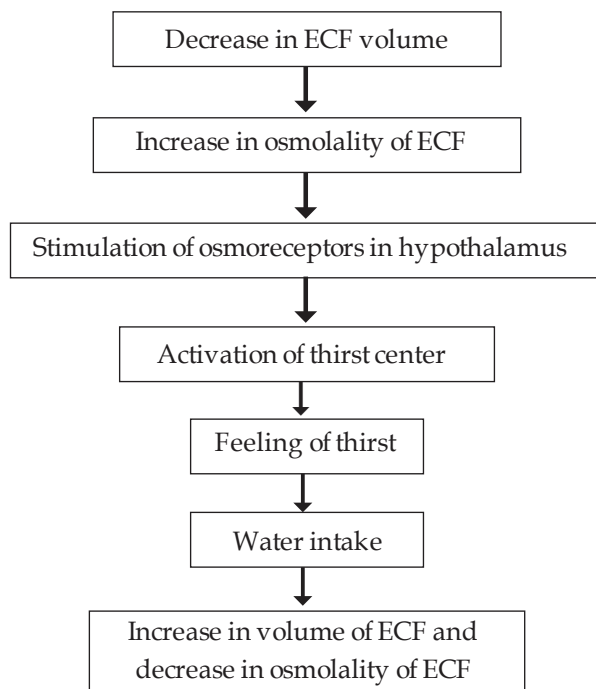 Decrease in ECF volume
Increase in osmolality of ECF
Stimulation of osmoreceptors in hypothalamus
Activation of thirst center
Feeling of thirst
Water intake
Increase in volume of ECF and
decrease in osmolality of ECF